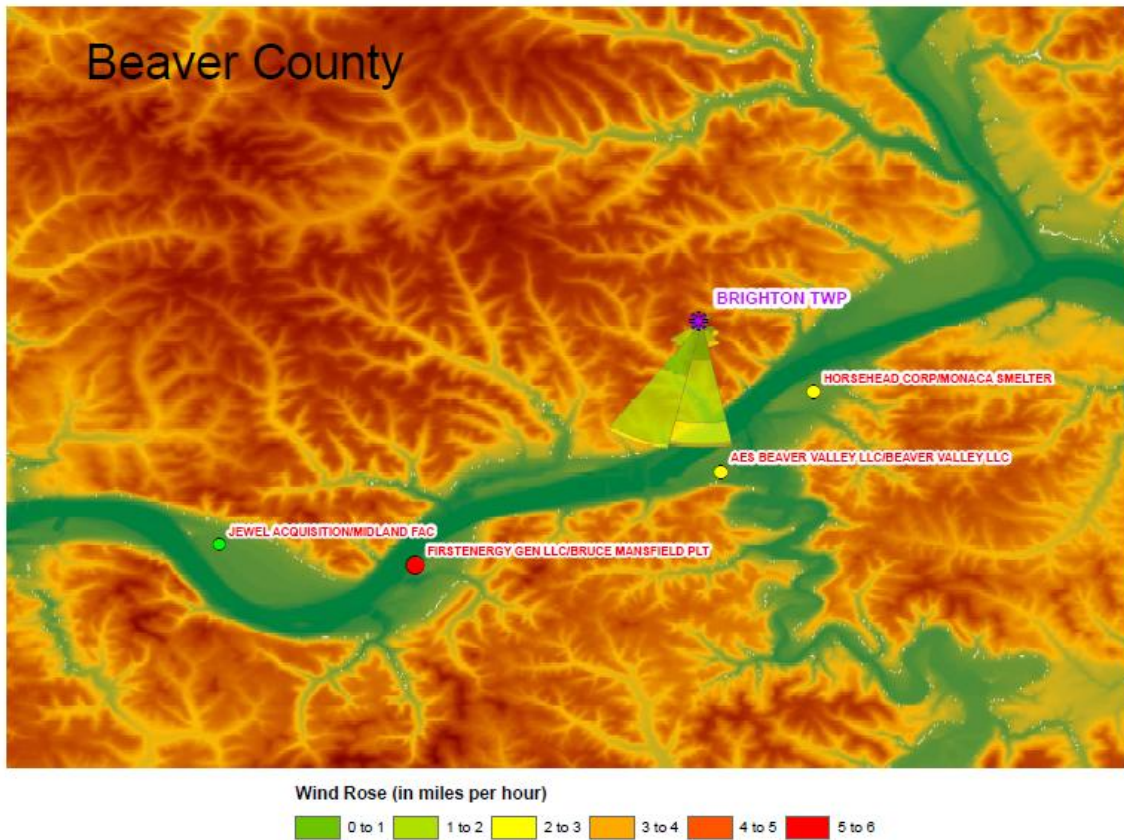 Beaver County
BRIGHTON TWP
HORSEHEAD CORP/MONACA SMELTER
AES BEAVER VALLEY LLC/BEAVER VALLEY LLC
JEWEL ACQUISITION/MIDLAND FAC
FIRSTENERGY GEN LLC/BRUCE MANSFIELD PLT
Wind Rose (in miles per hour)
0 to 1 1 to 2 2 to 3 3 to 4 4 to 5 5 to 6